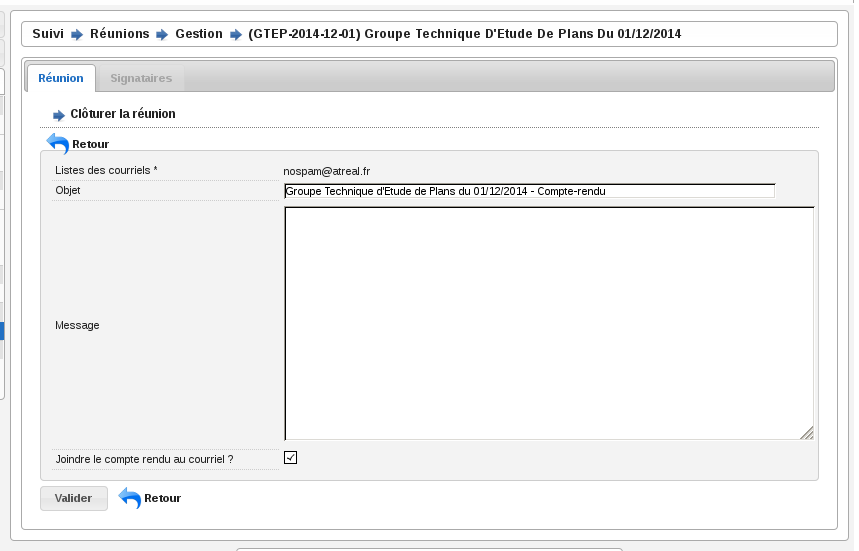 Suivi Réunions Gestion (GTEP-2014-12-01) Groupe Technique D'Etude De Plans Du 01/12/2014
Réunion Signataires
Clôturer la réunion
Retour
Listes des courriels * nospam@atreal.fr
Objet Groupe Technique d'Etude de Plans du 01/12/2014 - Compte-rendu
Message
Joindre le compte rendu au courriel ?
Valider Retour